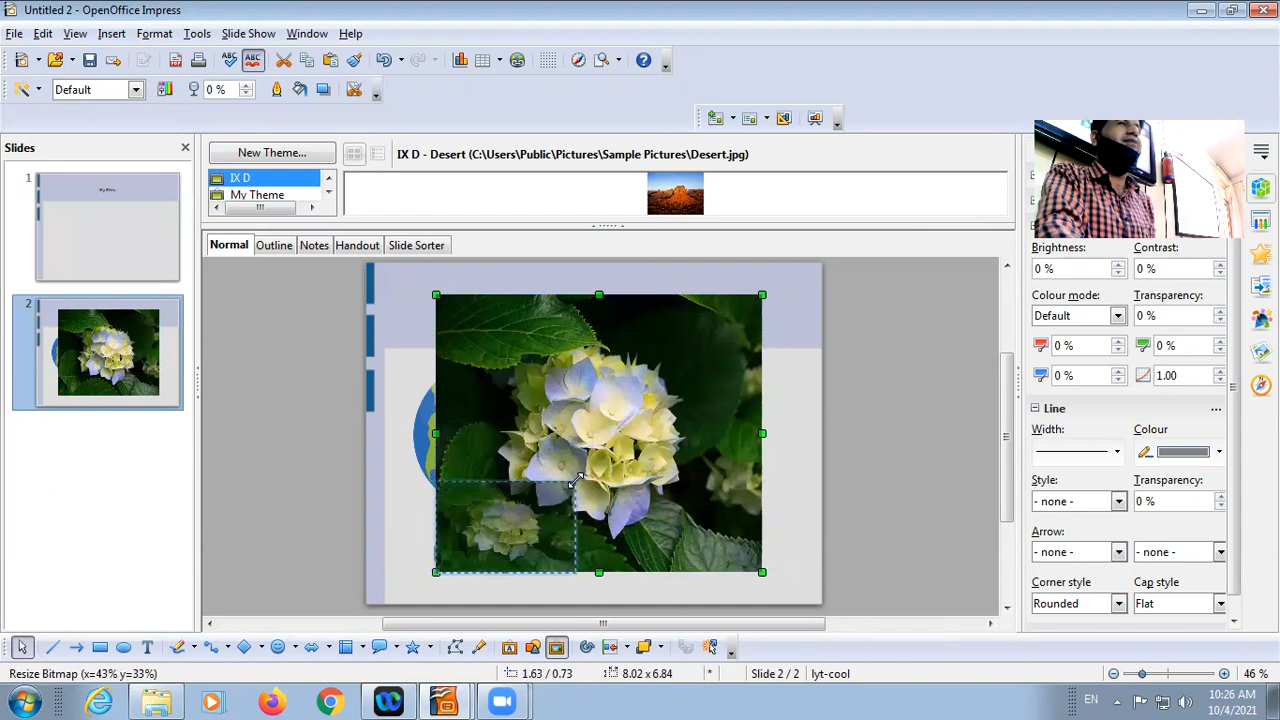 Untitled 2 - OpenOffice Impress
File Edit View Insert Format Tools Slide Show Window Help
Default 0 %
Slides
New Theme... IX D - Desert (C:\Users\Public\Pictures\Sample Pictures\Desert.jpg)
IX D
My Theme
Normal Outline Notes Handout Slide Sorter
1
2
Brightness: Contrast:
0 % 0 %
Colour mode: Transparency:
Default 0 %
0 % 0 %
0 % 1.00
Line
Width: Colour
Style: Transparency:
- none - 0 %
Arrow:
- none - - none -
Corner style Cap style
Rounded Flat
Resize Bitmap (x=43% y=33%) 1.63 / 0.73 8.02 x 6.84 * Slide 2 / 2 lyt-cool 46 %
EN 10:26 AM
10/4/2021